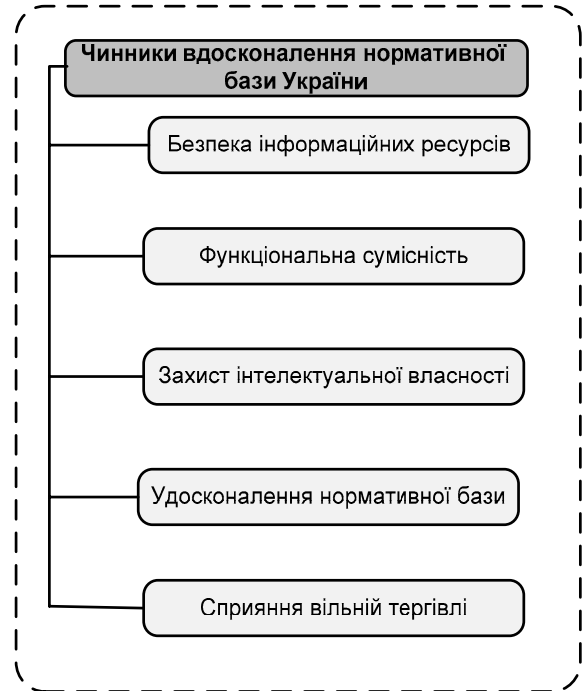 Чинники вдосконалення нормативної
бази України
Безпека інформаційних ресурсів
Функціональна сумісність
Захист інтелектуальної власності
Удосконалення нормативної бази
Сприяння вільній тергівлі